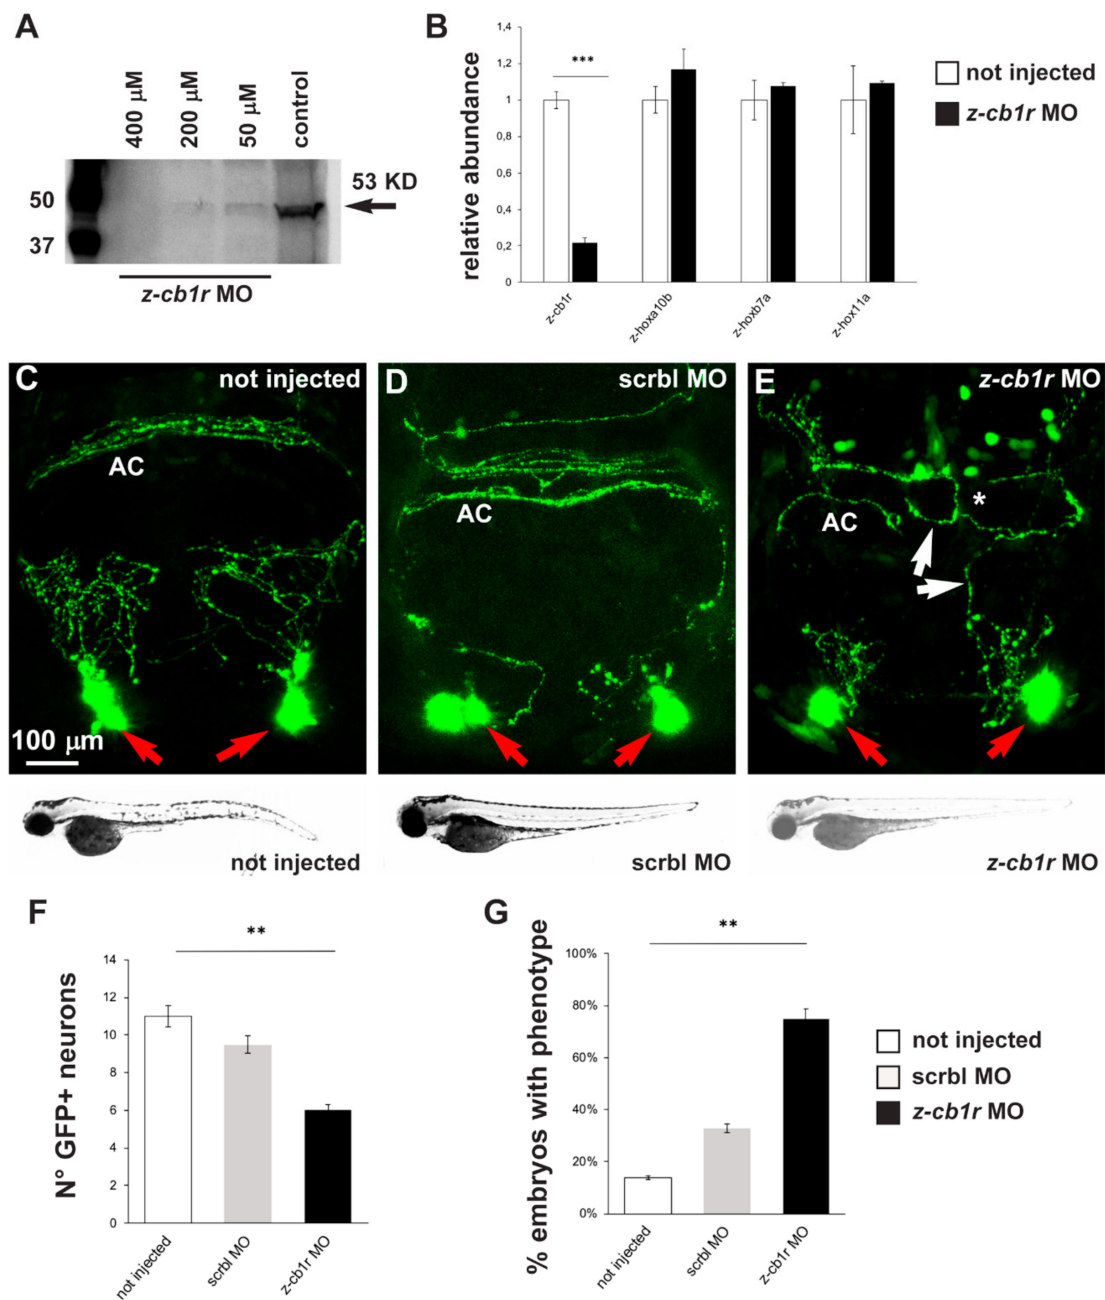 A
400 μM
200 μM
50 μM
control
53 KD
50
37
z-cb1r MO
B
relative abundance
1,4
1,2
1
0,8
0,6
0,4
0,2
0
***
z-cb1r
z-hoxa10b
z-hoxb7a
z-hox11a
not injected
z-cb1r MO
C
not injected
AC
100 μm
D
scrbl MO
AC
E
z-cb1r MO
AC
*
not injected
scrbl MO
z-cb1r MO
F
N° GFP+ neurons
14
12
10
8
6
4
2
0
**
not injected
scrbl MO
z-cb1r MO
G
% embryos with phenotype
100%
80%
60%
40%
20%
0%
**
not injected
scrbl MO
z-cb1r MO
not injected
scrbl MO
z-cb1r MO